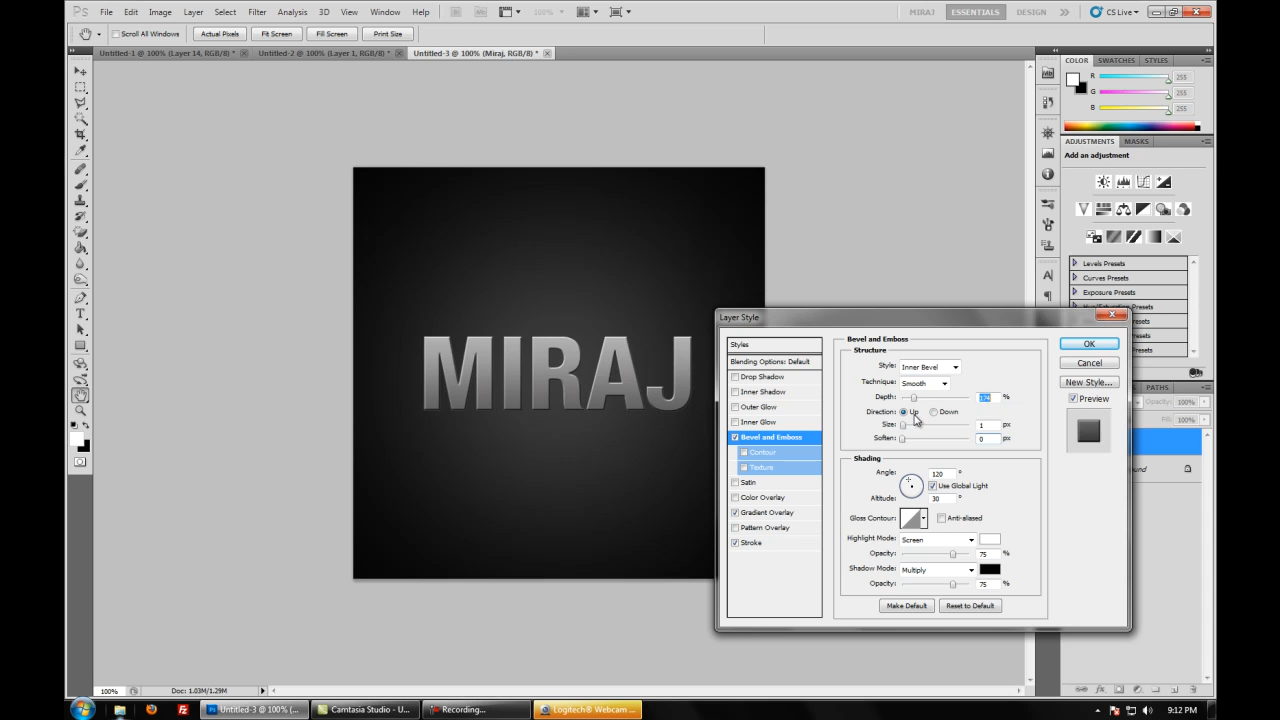 Ps File Edit Image Layer Select Filter Analysis 3D View Window Help 100% MIRAJ ESSENTIALS DESIGN CS Live
Scroll All Windows Actual Pixels Fit Screen Fill Screen Print Size
Untitled-1 @ 100% (Layer 14, RGB/8) * Untitled-2 @ 100% (Layer 1, RGB/8) * Untitled-3 @ 100% (Miraj, RGB/8) *
COLOR SWATCHES STYLES
R 255
G 255
B 255
ADJUSTMENTS MASKS
Add an adjustment
Levels Presets
Curves Presets
Exposure Presets
MIRAJ
Layer Style
Styles
Blending Options: Default
Drop Shadow
Inner Shadow
Outer Glow
Inner Glow
Bevel and Emboss
Contour
Texture
Satin
Color Overlay
Gradient Overlay
Pattern Overlay
Stroke
Bevel and Emboss
Structure
Style: Inner Bevel
Technique: Smooth
Depth: 174 %
Direction: Up Down
Size: 1 px
Soften: 0 px
Shading
Angle: 120 °
Use Global Light
Altitude: 30 °
Gloss Contour: Anti-aliased
Highlight Mode: Screen
Opacity: 75 %
Shadow Mode: Multiply
Opacity: 75 %
Make Default Reset to Default
OK
Cancel
New Style...
Preview
PATHS
Opacity: 100%
Fill: 100%
100% Doc: 1.03M/1.29M
Untitled-3 @ 100% (... Camtasia Studio - U... Recording... Logitech® Webcam ... 9:12 PM